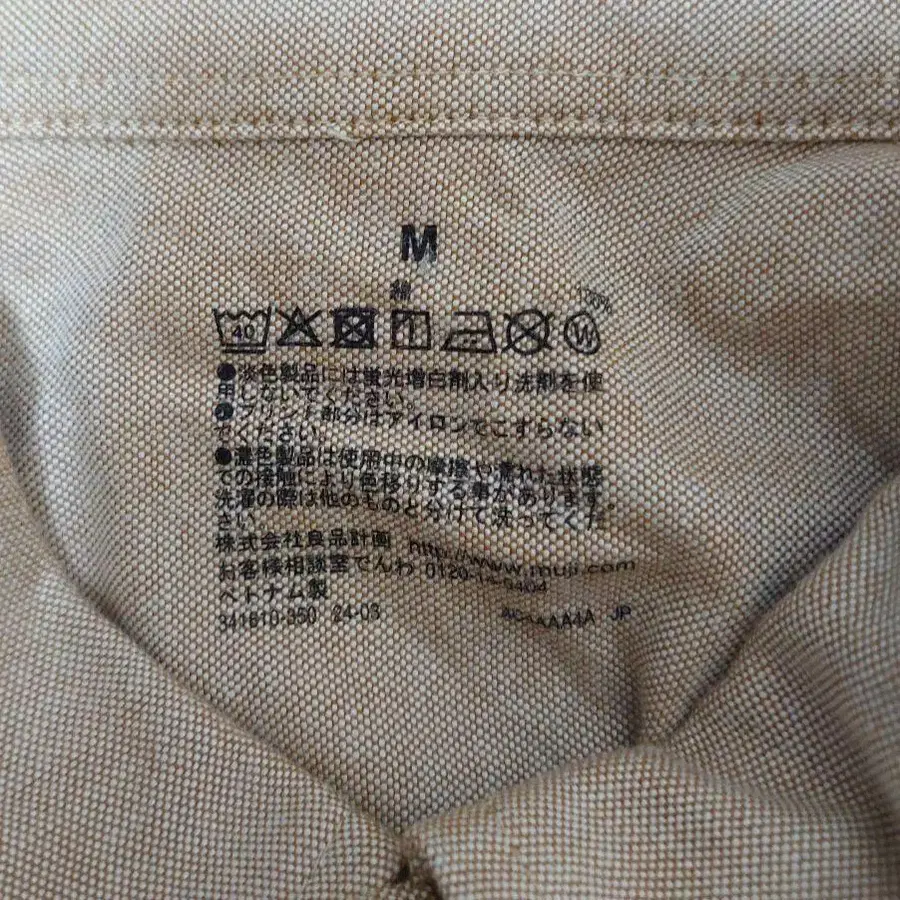 M
綿
100%
40
W
●淡色製品には蛍光増白剤入り洗剤を使
用しないでください。
●プリント部分はアイロンでこすらない
でください。
●濃色製品は使用中の摩擦や濡れた状態
での接触により色移りする事があります。
洗濯の際は他のものと分けて洗ってくだ
さい。
株式会社良品計画 http://www.muji.com
お客様相談室でんわ 0120-14-6404
ベトナム製
24-03
JP